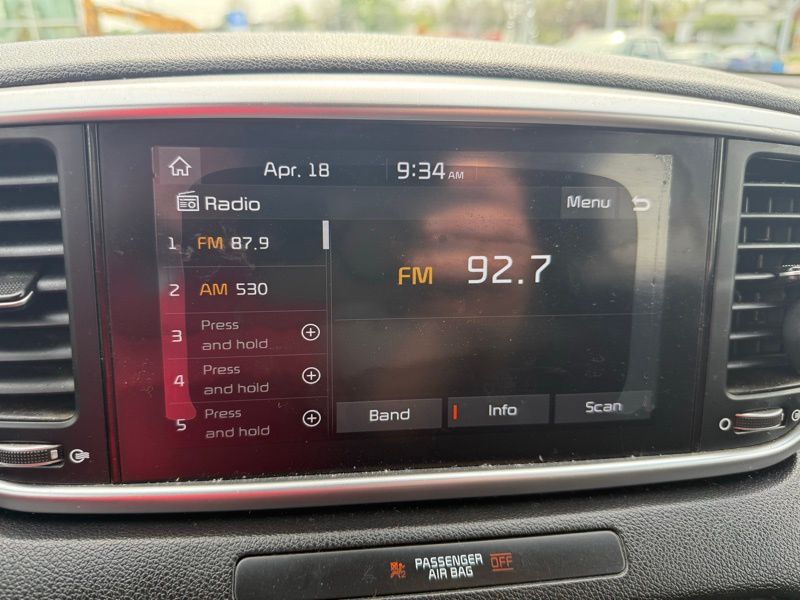 Apr. 18 9:34 AM
Radio Menu
1 FM 87.9
FM 92.7
2 AM 530
3 Press and hold
4 Press and hold
5 Press and hold
Band Info Scan
PASSENGER
AIR BAG OFF